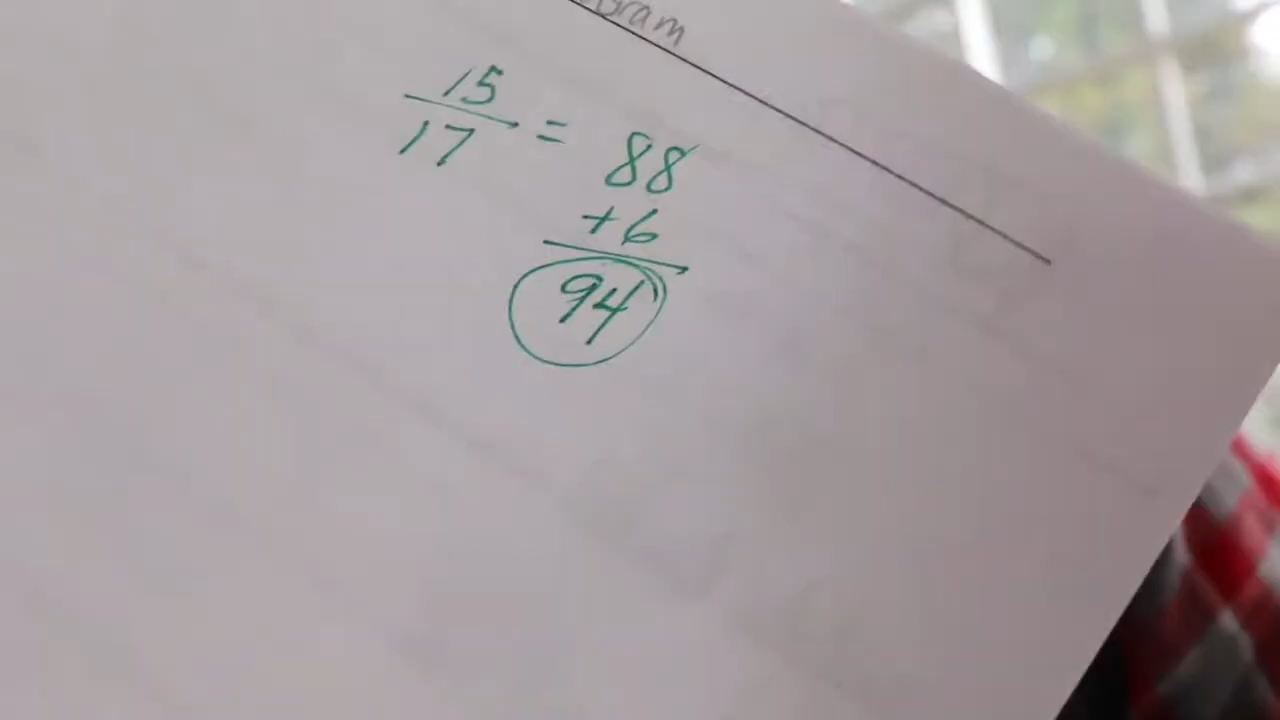 15
17 = 88
+6
94